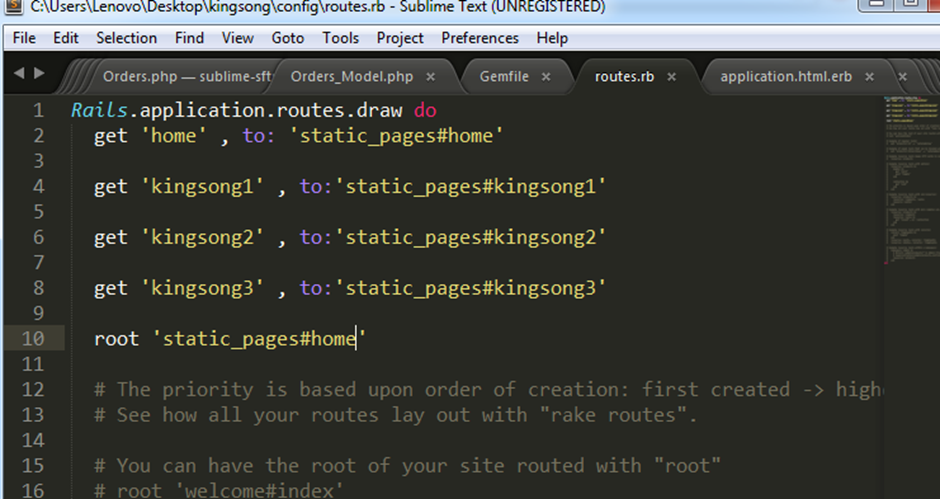 C:\Users\Lenovo\Desktop\kingsong\config\routes.rb - Sublime Text (UNREGISTERED)
File Edit Selection Find View Goto Tools Project Preferences Help
Orders.php — sublime-sft Orders_Model.php × Gemfile × routes.rb × application.html.erb × ×
1 Rails.application.routes.draw do
2 get 'home' , to: 'static_pages#home'
3
4 get 'kingsong1' , to:'static_pages#kingsong1'
5
6 get 'kingsong2' , to:'static_pages#kingsong2'
7
8 get 'kingsong3' , to:'static_pages#kingsong3'
9
10 root 'static_pages#home'
11
12 # The priority is based upon order of creation: first created ->
13 # See how all your routes lay out with "rake routes".
14
15 # You can have the root of your site routed with "root"
16 # root 'welcome#index'